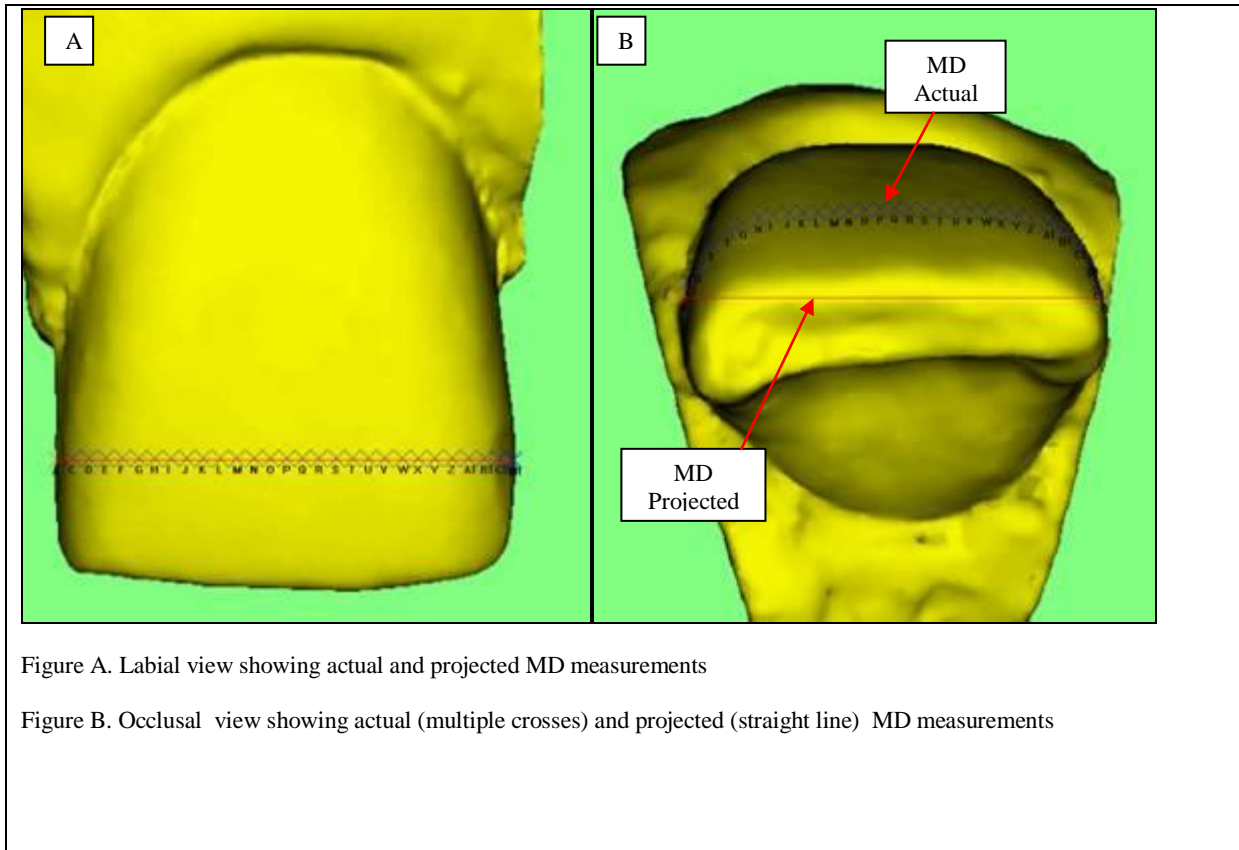 A
B
MD
Actual
MD
Projected
Figure A. Labial view showing actual and projected MD measurements
Figure B. Occlusal  view showing actual (multiple crosses) and projected (straight line)  MD measurements